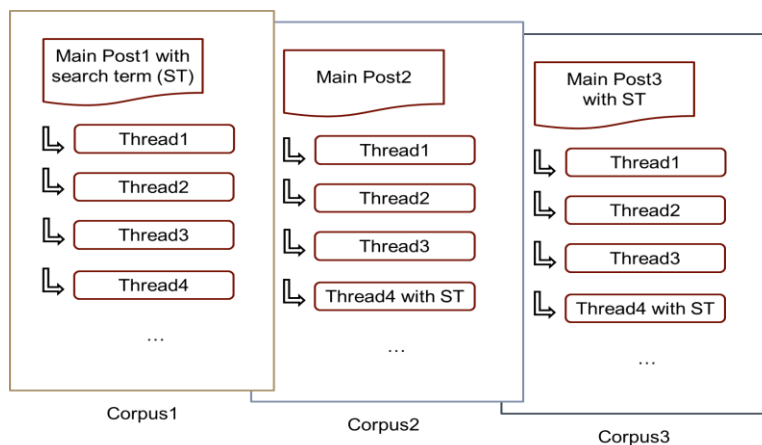 Main Post1 with
search term (ST)
Thread1
Thread2
Thread3
Thread4
...
Corpus1
Main Post2
Thread1
Thread2
Thread3
Thread4 with ST
...
Corpus2
Main Post3
with ST
Thread1
Thread2
Thread3
Thread4 with ST
...
Corpus3